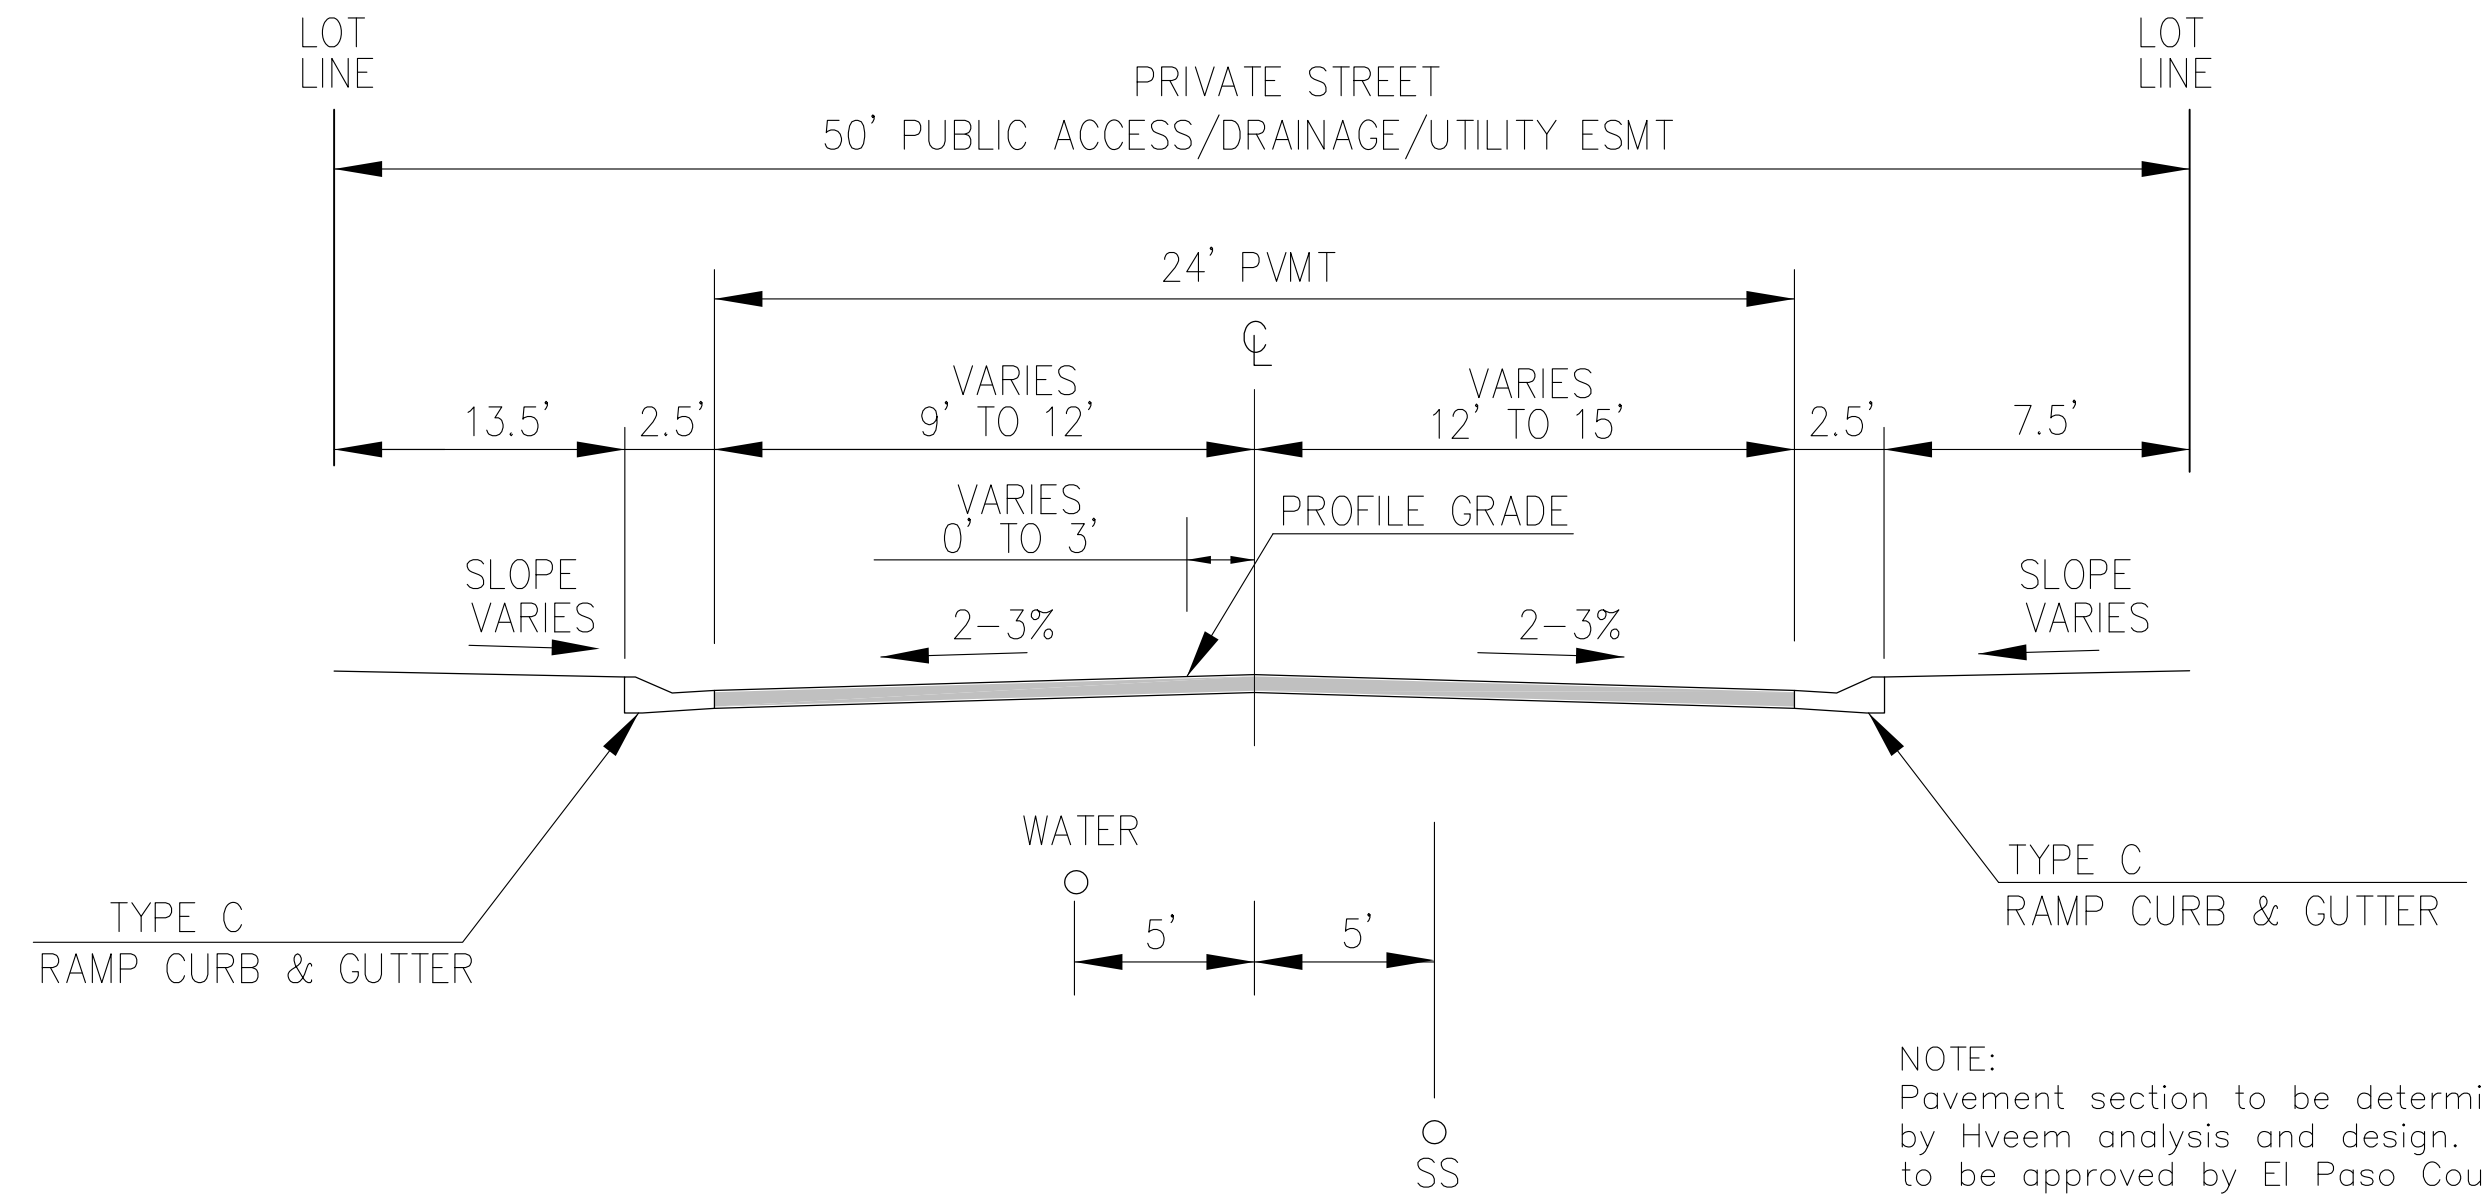 LOT
LINE
LOT
LINE
PRIVATE STREET
50' PUBLIC ACCESS/DRAINAGE/UTILITY ESMT
24' PVMT
℄
13.5'
2.5'
VARIES
9' TO 12'
VARIES
12' TO 15'
2.5'
7.5'
VARIES
0' TO 3'
PROFILE GRADE
SLOPE
VARIES
2-3%
2-3%
SLOPE
VARIES
WATER
5'
5'
TYPE C
RAMP CURB & GUTTER
TYPE C
RAMP CURB & GUTTER
SS
NOTE:
Pavement section to be determi
by Hveem analysis and design.
to be approved by El Paso Cou